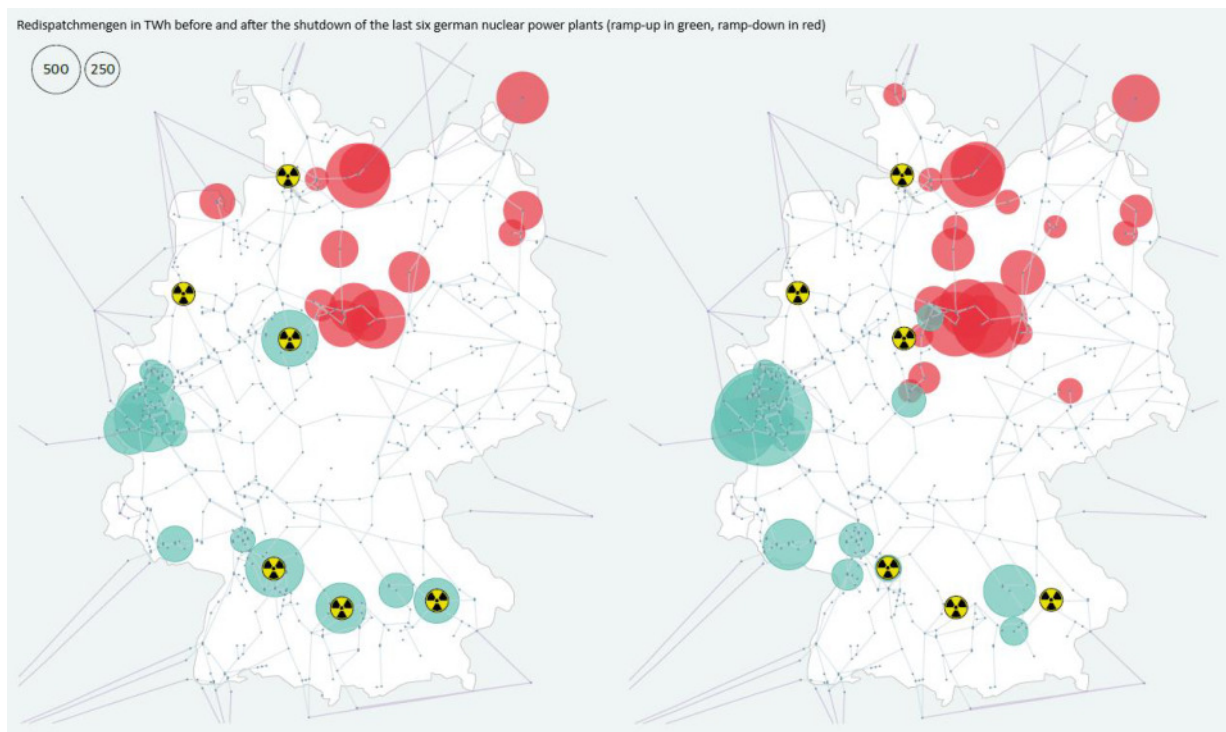 Redispatchmengen in TWh before and after the shutdown of the last six german nuclear power plants (ramp-up in green, ramp-down in red)
500 250